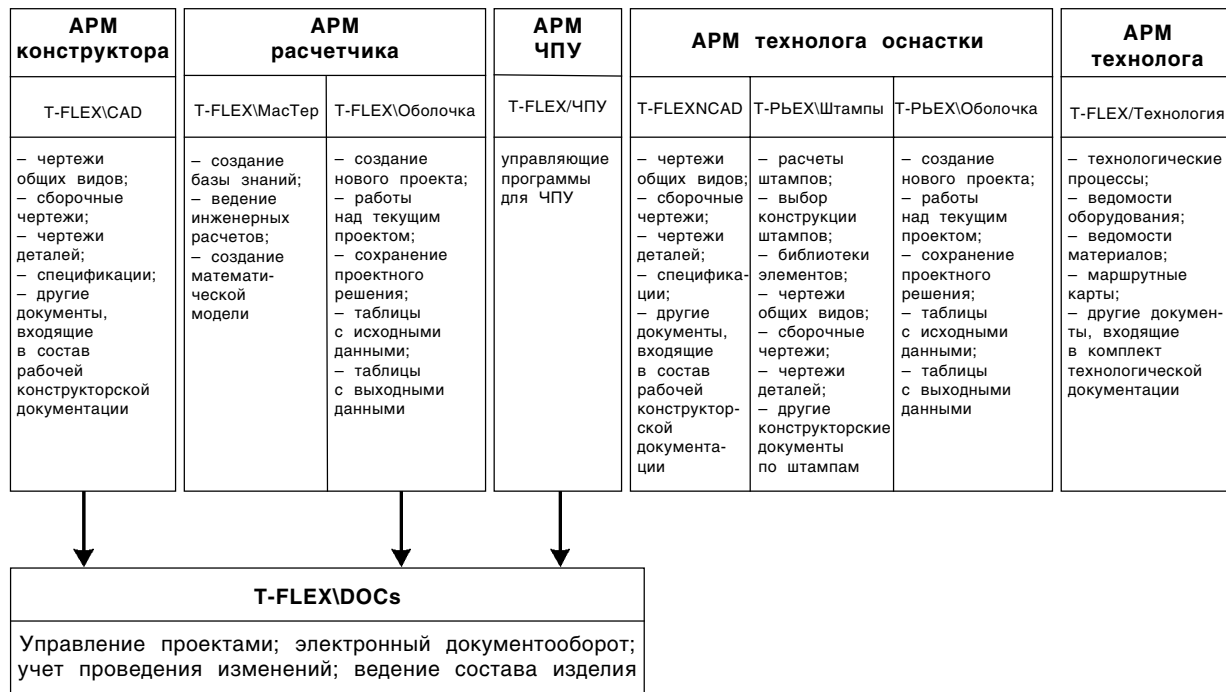 АРМ
конструктора
T-FLEX\CAD
– чертежи
общих видов;
– сборочные
чертежи;
– чертежи
деталей;
– спецификации;
– другие
документы,
входящие
в состав
рабочей
конструкторской
документации
АРМ
расчетчика
T-FLEX\МасТер
– создание
базы знаний;
– ведение
инженерных
расчетов;
– создание
математи-
ческой
модели
T-FLEX\Оболочка
– создание
нового проекта;
– работы
над текущим
проектом;
– сохранение
проектного
решения;
– таблицы
с исходными
данными;
– таблицы
с выходными
данными
АРМ
ЧПУ
T-FLEX/ЧПУ
управляющие
программы
для ЧПУ
АРМ технолога оснастки
T-FLEXNCAD
– чертежи
общих видов;
– сборочные
чертежи;
– чертежи
деталей;
– специфика-
ции;
– другие
документы,
входящие
в состав
рабочей
конструктор-
ской
документа-
ции
Т-РЬЕХ\Штампы
– расчеты
штампов;
– выбор
конструкции
штампов;
– библиотеки
элементов;
– чертежи
общих видов;
– сборочные
чертежи;
– чертежи
деталей;
– другие
конструкторские
документы
по штампам
Т-РЬЕХ\Оболочка
– создание
нового проекта;
– работы
над текущим
проектом;
– сохранение
проектного
решения;
– таблицы
с исходными
данными;
– таблицы
с выходными
данными
АРМ
технолога
T-FLEX/Технология
– технологические
процессы;
– ведомости
оборудования;
– ведомости
материалов;
– маршрутные
карты;
– другие докумен-
ты, входящие
в комплект
технологической
документации
T-FLEX\DOCs
Управление проектами; электронный документооборот;
учет проведения изменений; ведение состава изделия